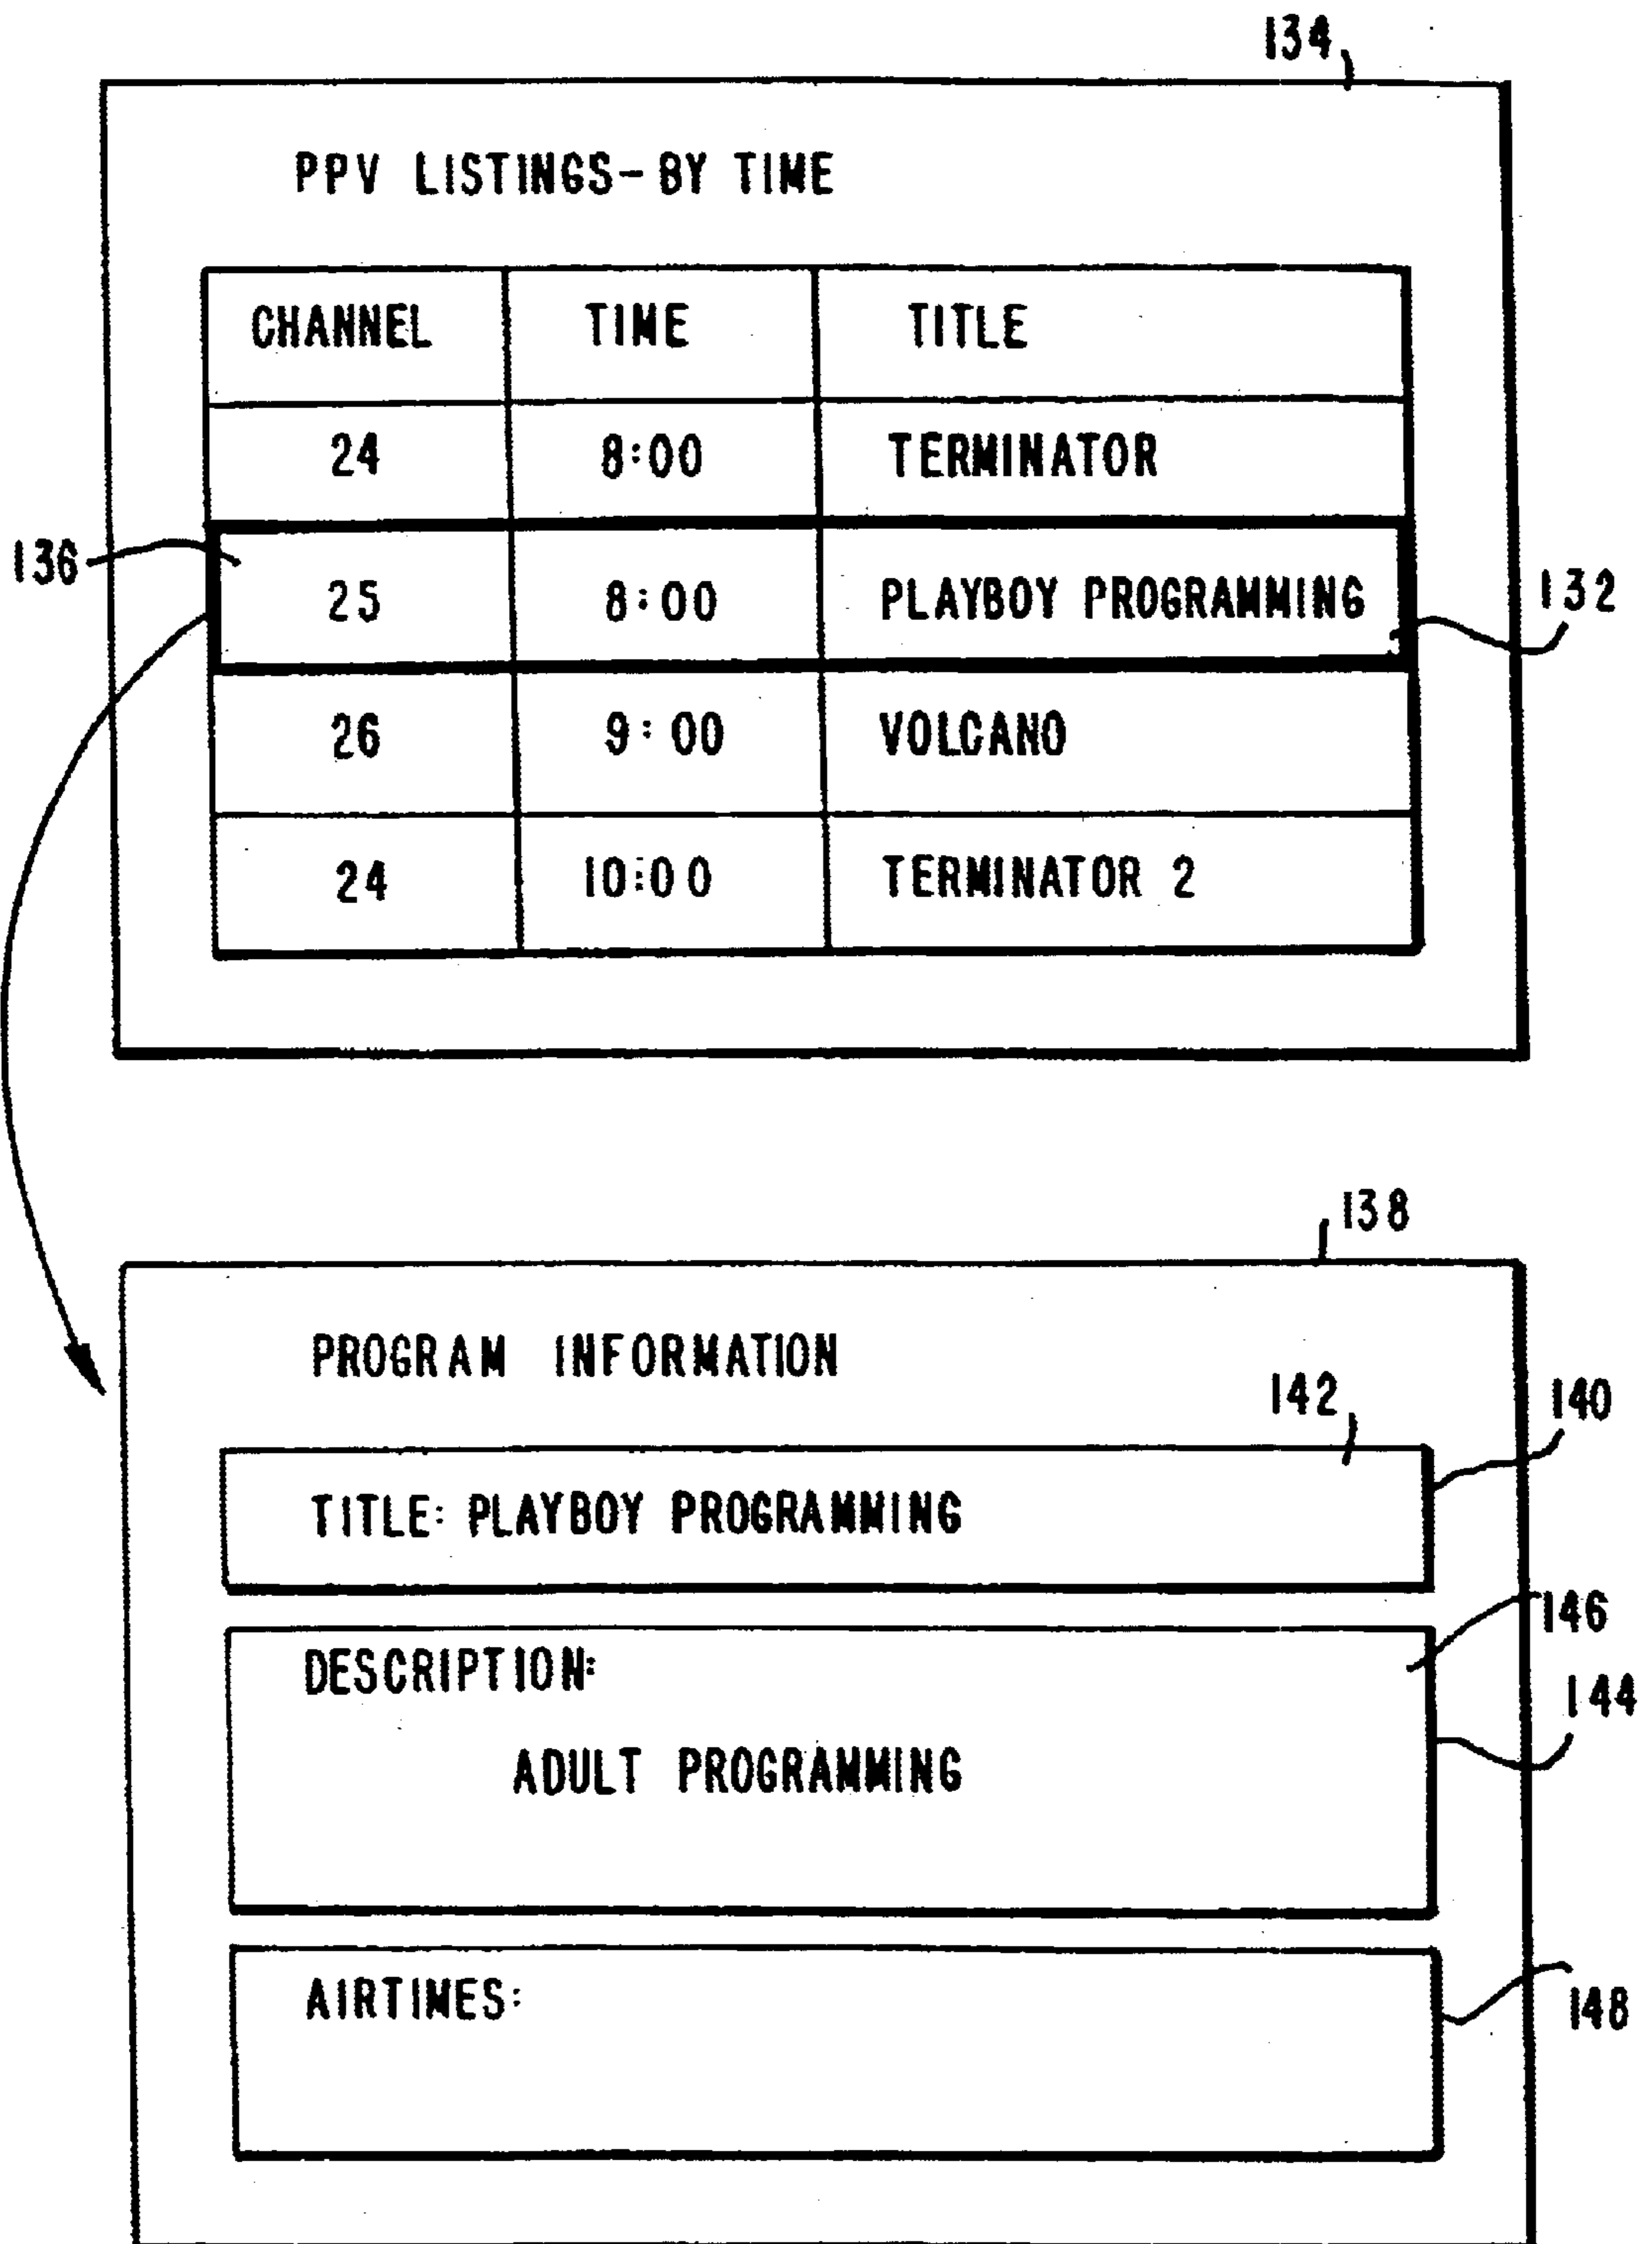 134
PPV LISTINGS-BY TIME
CHANNEL TIME TITLE
24 8:00 TERMINATOR
136
25 8:00 PLAYBOY PROGRAMMING
132
26 9:00 VOLCANO
24 10:00 TERMINATOR 2
138
PROGRAM INFORMATION
142
140
TITLE: PLAYBOY PROGRAMMING
146
DESCRIPTION:
144
ADULT PROGRAMMING
AIRTIMES:
148